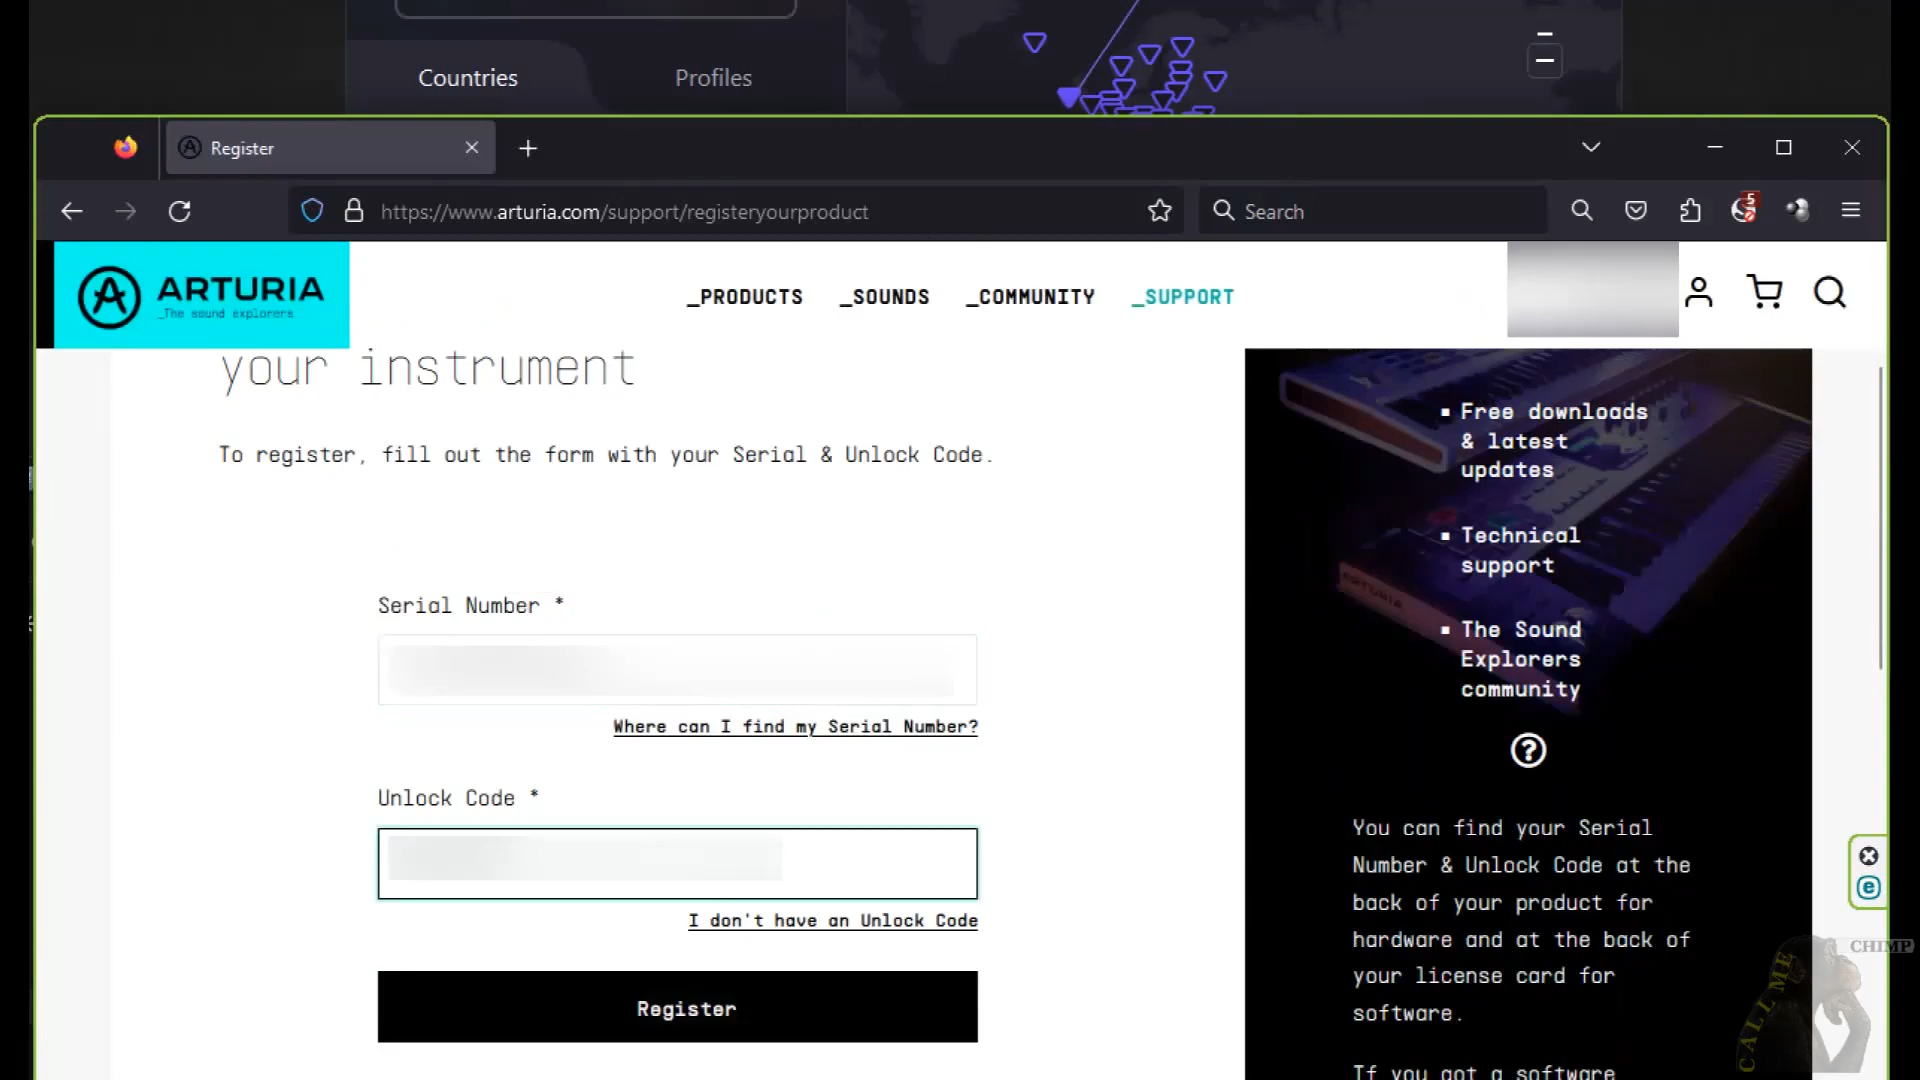 Countries
Profiles
Register
https://www.arturia.com/support/registeryourproduct
Search
5
ARTURIA
_The sound explorers
_PRODUCTS
_SOUNDS
_COMMUNITY
_SUPPORT
your instrument
To register, fill out the form with your Serial & Unlock Code.
Serial Number *
Where can I find my Serial Number?
Unlock Code *
I don't have an Unlock Code
Register
Free downloads
& latest
updates
Technical
support
The Sound
Explorers
community
You can find your Serial
Number & Unlock Code at the
back of your product for
hardware and at the back of
your license card for
software.
If you got a software
CALL ME
CHIMP